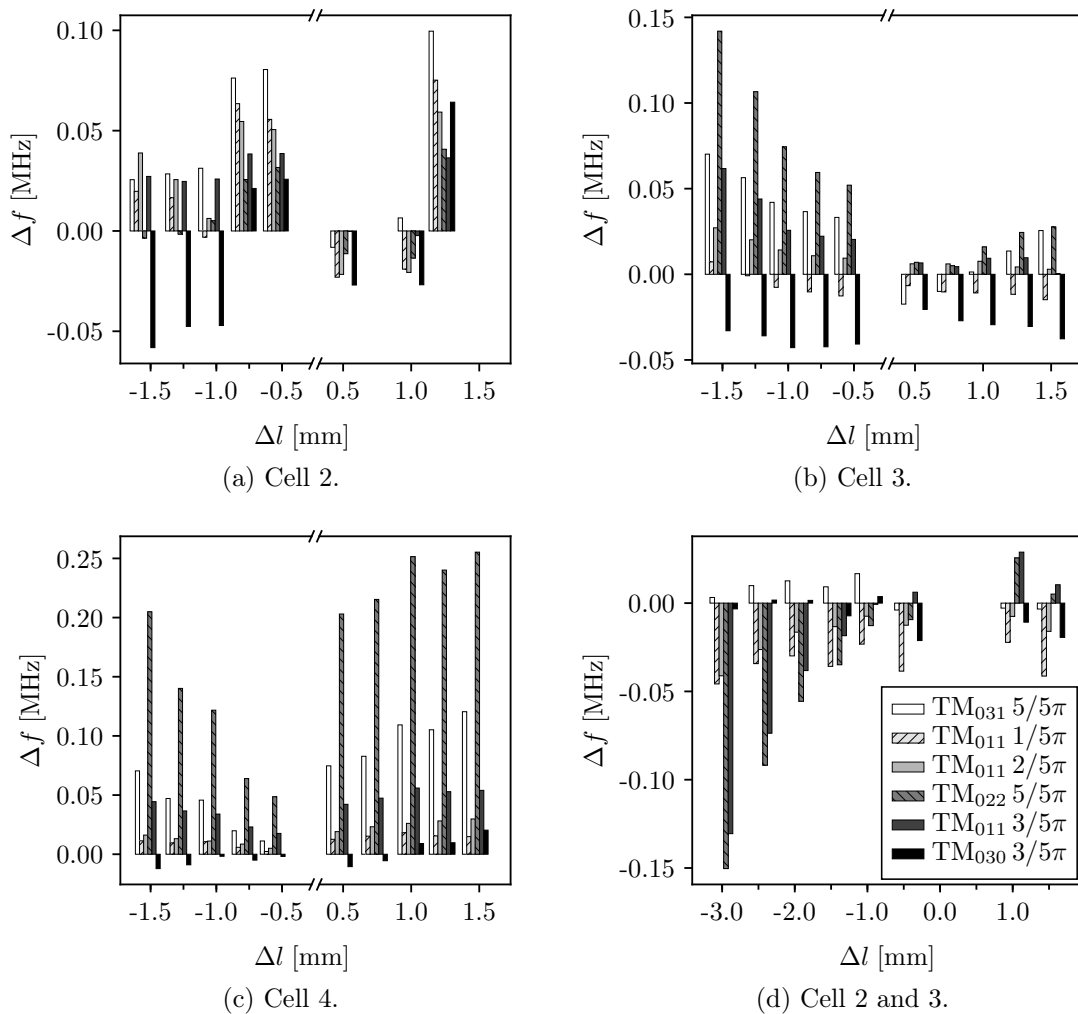 0.10
0.05
0.00
-0.05
Δf [MHz]
-1.5 -1.0 -0.5 0.5 1.0 1.5
Δl [mm]
(a) Cell 2.
0.15
0.10
0.05
0.00
-0.05
Δf [MHz]
-1.5 -1.0 -0.5 0.5 1.0 1.5
Δl [mm]
(b) Cell 3.
0.25
0.20
0.15
0.10
0.05
0.00
Δf [MHz]
-1.5 -1.0 -0.5 0.5 1.0 1.5
Δl [mm]
(c) Cell 4.
0.00
-0.05
-0.10
-0.15
Δf [MHz]
TM₀₃₁ 5/5π
TM₀₁₁ 1/5π
TM₀₁₁ 2/5π
TM₀₂₂ 5/5π
TM₀₁₁ 3/5π
TM₀₃₀ 3/5π
-3.0 -2.0 -1.0 0.0 1.0
Δl [mm]
(d) Cell 2 and 3.